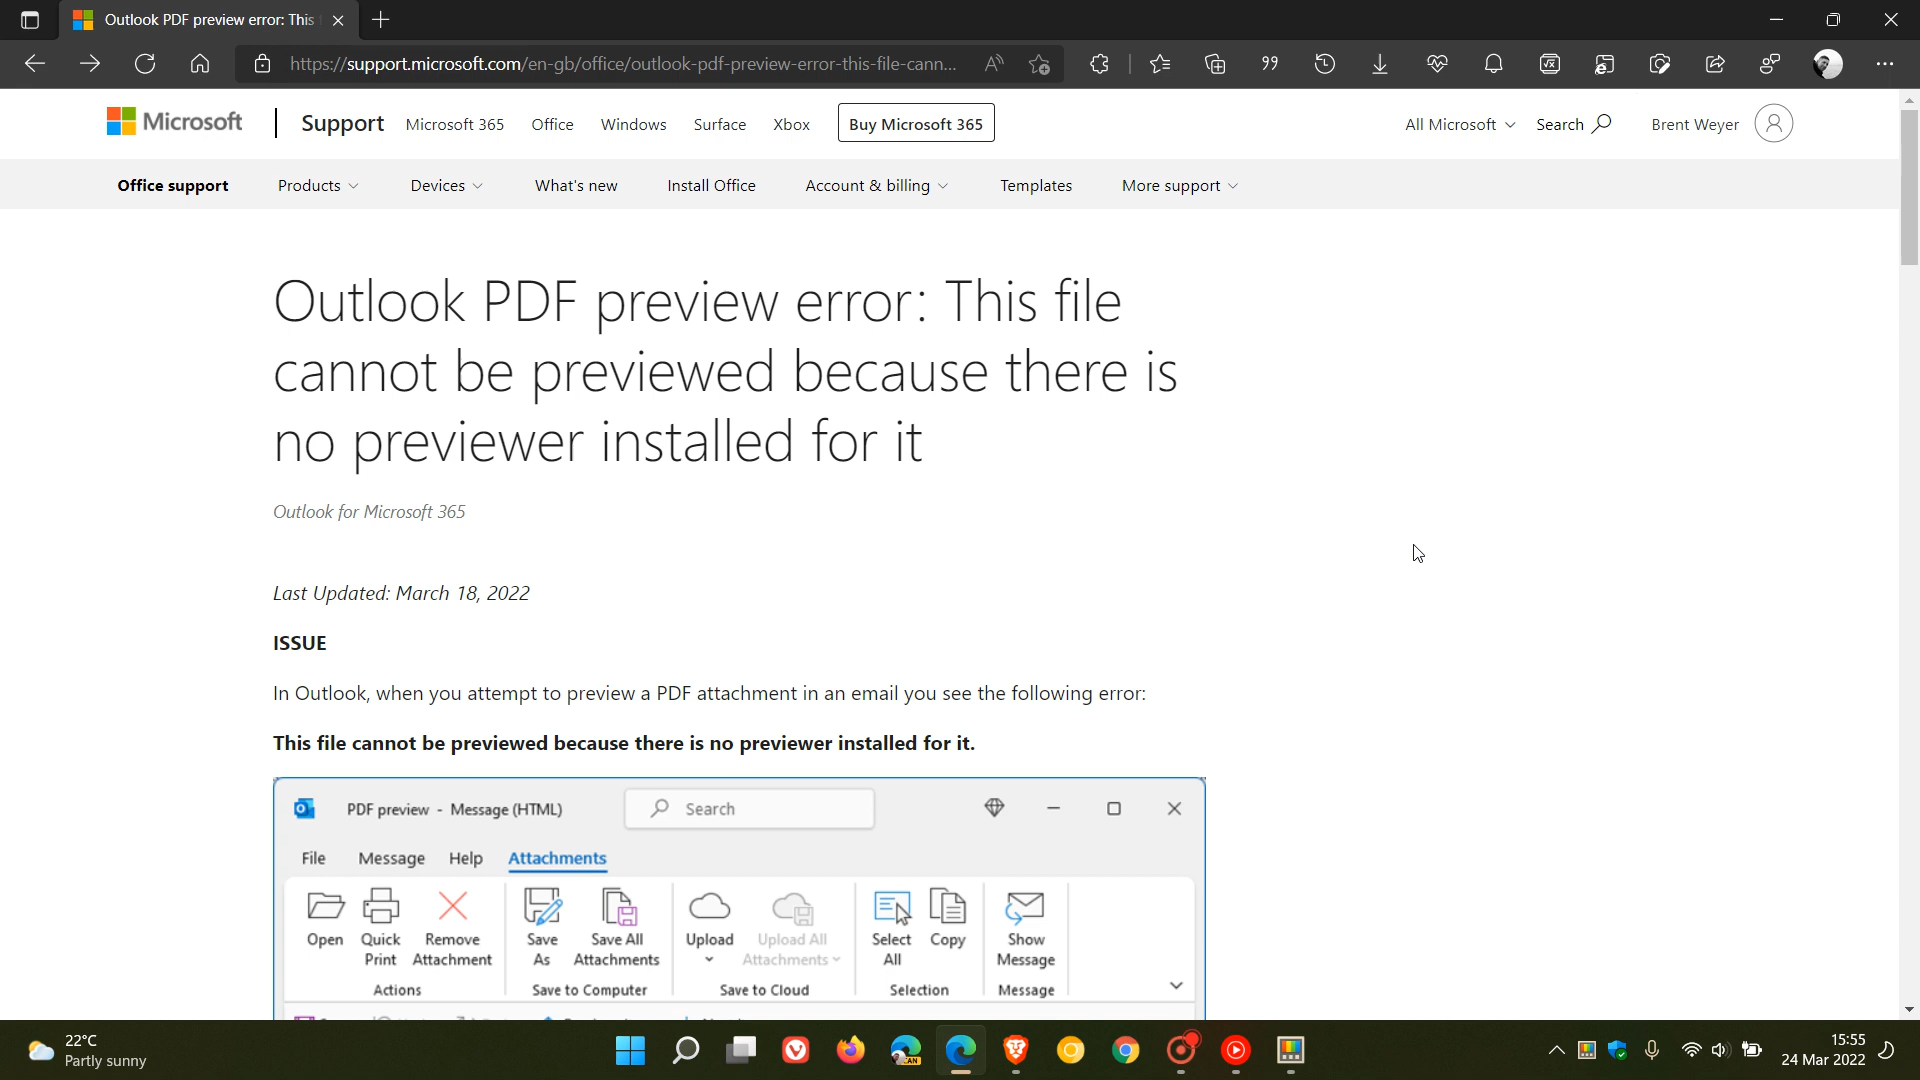 Outlook PDF preview error: This
https://support.microsoft.com/en-gb/office/outlook-pdf-preview-error-this-file-cann...
Microsoft
Support
Microsoft 365
Office
Windows
Surface
Xbox
Buy Microsoft 365
All Microsoft
Search
Brent Weyer
Office support
Products
Devices
What's new
Install Office
Account & billing
Templates
More support
Outlook PDF preview error: This file
cannot be previewed because there is
no previewer installed for it
Outlook for Microsoft 365
Last Updated: March 18, 2022
ISSUE
In Outlook, when you attempt to preview a PDF attachment in an email you see the following error:
This file cannot be previewed because there is no previewer installed for it.
PDF preview - Message (HTML)
Search
File
Message
Help
Attachments
Open
Quick
Print
Remove
Attachment
Save
As
Save All
Attachments
Upload
Upload All
Attachments
Select
All
Copy
Show
Message
Actions
Save to Computer
Save to Cloud
Selection
Message
22°C
Partly sunny
CAN
15:55
24 Mar 2022